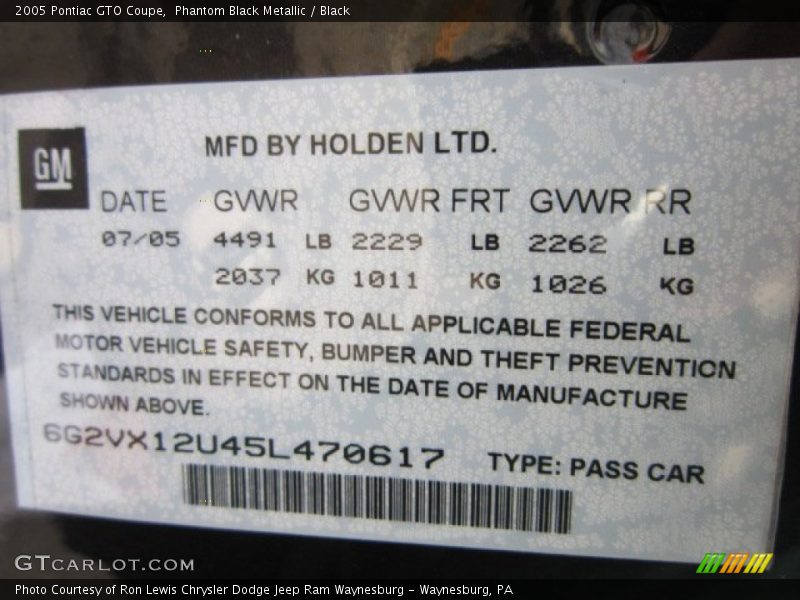 2005 Pontiac GTO Coupe,  Phantom Black Metallic / Black
GM
MFD BY HOLDEN LTD.
DATE GVWR GVWR FRT GVWR RR
07/05 4491 LB 2229 LB 2262 LB
2037 KG 1011 KG 1026 KG
THIS VEHICLE CONFORMS TO ALL APPLICABLE FEDERAL
MOTOR VEHICLE SAFETY, BUMPER AND THEFT PREVENTION
STANDARDS IN EFFECT ON THE DATE OF MANUFACTURE
SHOWN ABOVE.
6G2VX12U45L470617 TYPE: PASS CAR
GTCARLOT.COM
Photo Courtesy of Ron Lewis Chrysler Dodge Jeep Ram Waynesburg – Waynesburg, PA